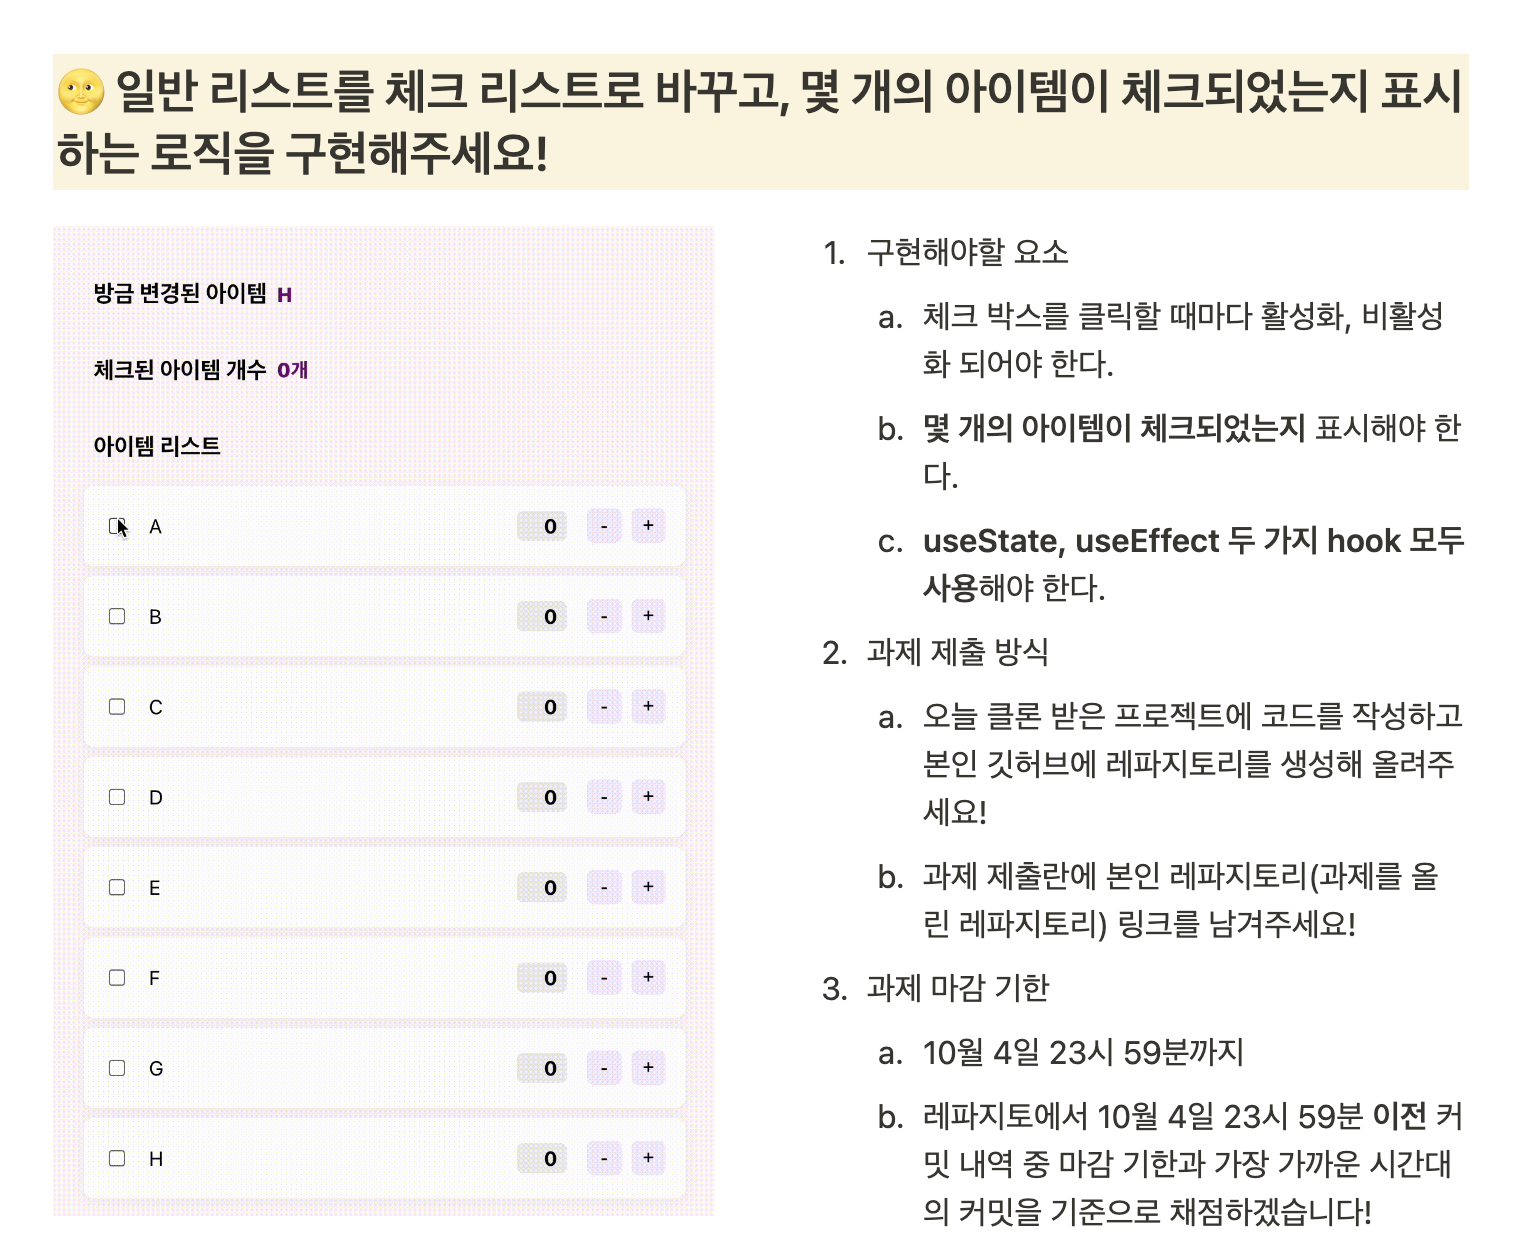 🌝 일반 리스트를 체크 리스트로 바꾸고, 몇 개의 아이템이 체크되었는지 표시
하는 로직을 구현해주세요!
방금 변경된 아이템 H
체크된 아이템 개수 0개
아이템 리스트
A 0 - +
B 0 - +
C 0 - +
D 0 - +
E 0 - +
F 0 - +
G 0 - +
H 0 - +
1. 구현해야할 요소
a. 체크 박스를 클릭할 때마다 활성화, 비활성
화 되어야 한다.
b. 몇 개의 아이템이 체크되었는지 표시해야 한
다.
c. useState, useEffect 두 가지 hook 모두
사용해야 한다.
2. 과제 제출 방식
a. 오늘 클론 받은 프로젝트에 코드를 작성하고
본인 깃허브에 레파지토리를 생성해 올려주
세요!
b. 과제 제출란에 본인 레파지토리(과제를 올
린 레파지토리) 링크를 남겨주세요!
3. 과제 마감 기한
a. 10월 4일 23시 59분까지
b. 레파지토에서 10월 4일 23시 59분 이전 커
밋 내역 중 마감 기한과 가장 가까운 시간대
의 커밋을 기준으로 채점하겠습니다!